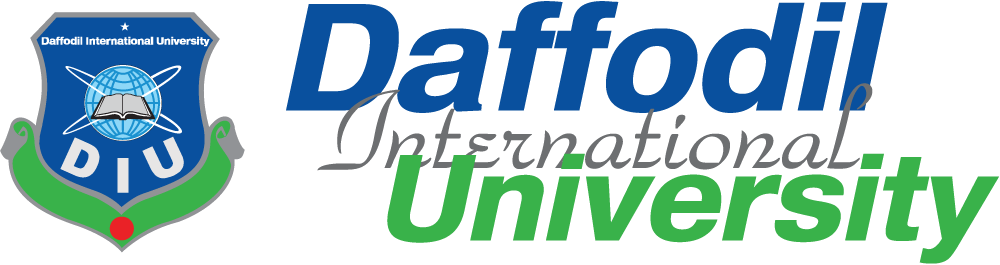 Daffodil International University
DIU
Daffodil
International
University